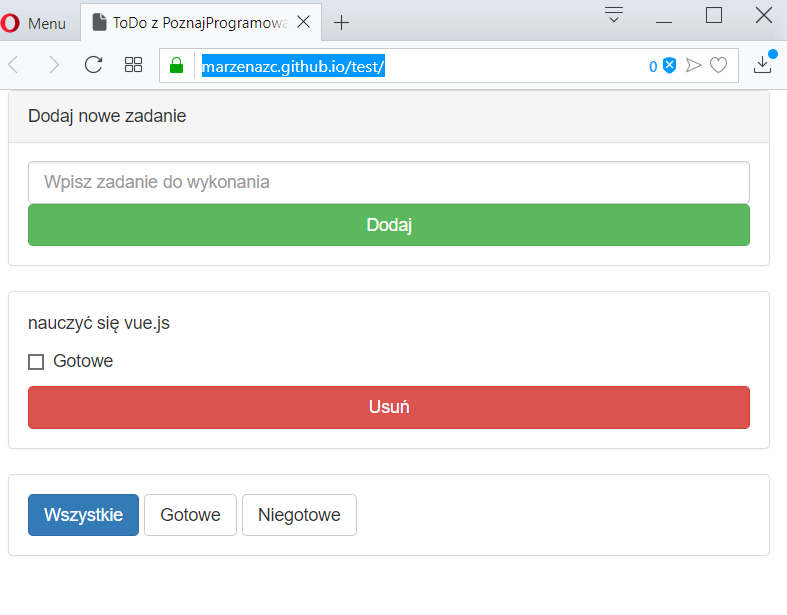 Menu
ToDo z PoznajProgramowa
marzenazc.github.io/test/
0
Dodaj nowe zadanie
Wpisz zadanie do wykonania
Dodaj
nauczyć się vue.js
Gotowe
Usuń
Wszystkie Gotowe Niegotowe